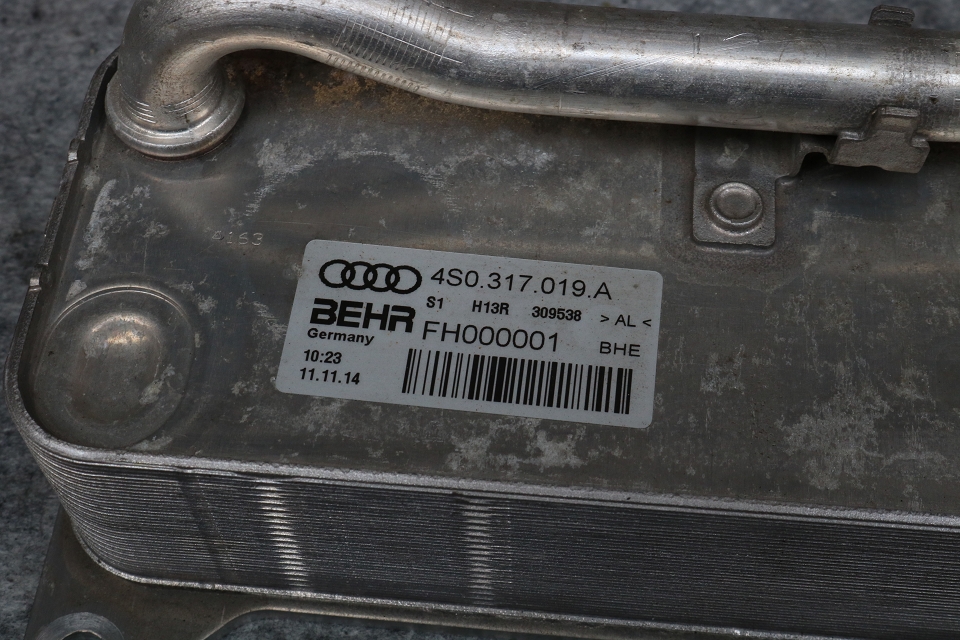 4S0.317.019.A
S1 H13R 309538 > AL <
BEHR FH000001 BHE
Germany
10:23
11.11.14